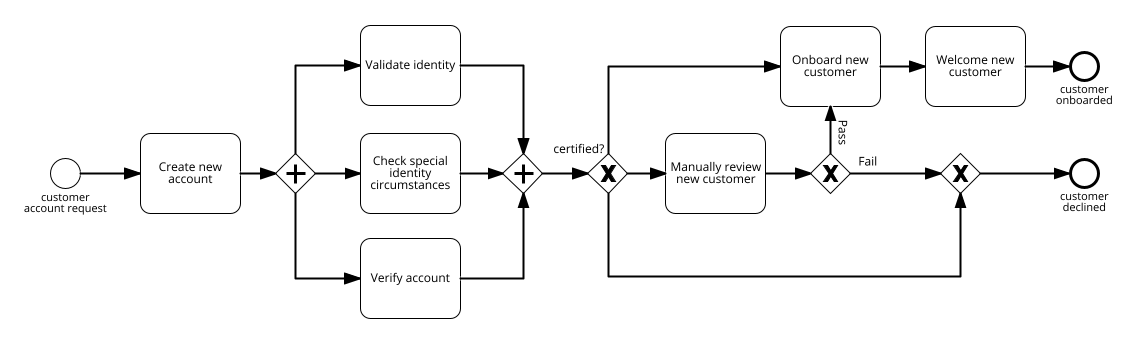 customer
account request
Create new
account
Validate identity
Check special
identity
circumstances
Verify account
certified?
Manually review
new customer
Pass
Fail
Onboard new
customer
Welcome new
customer
customer
onboarded
customer
declined